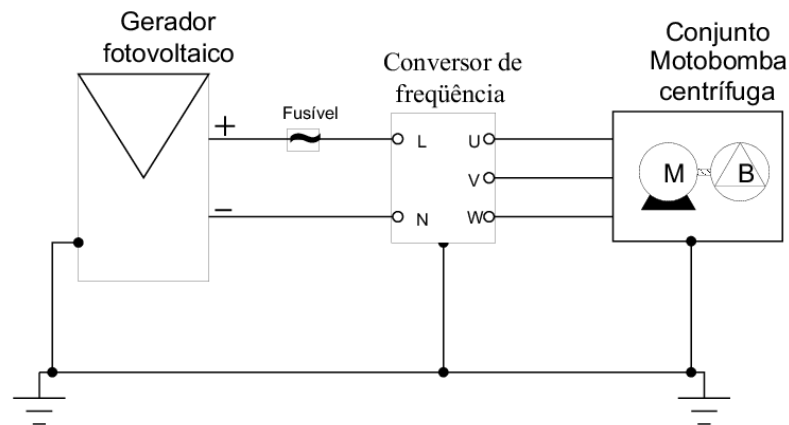 Gerador
fotovoltaico
Conversor de
freqüência
Conjunto
Motobomba
centrífuga
+
Fusível
L
U
V
−
N
W
M
B